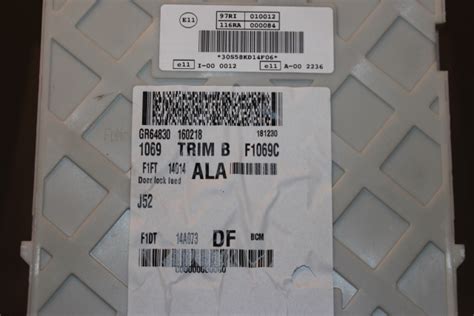 E11 97RI 010012
116RA 000084
*30S58KD14F06*
e11 I-00 0012 e11 A-00 2236
GR64830 160218 181230
1069 TRIM B F1069C
F1FT 14014 ALA
Door lock feed
J52
F1DT 14A073 DF BCM